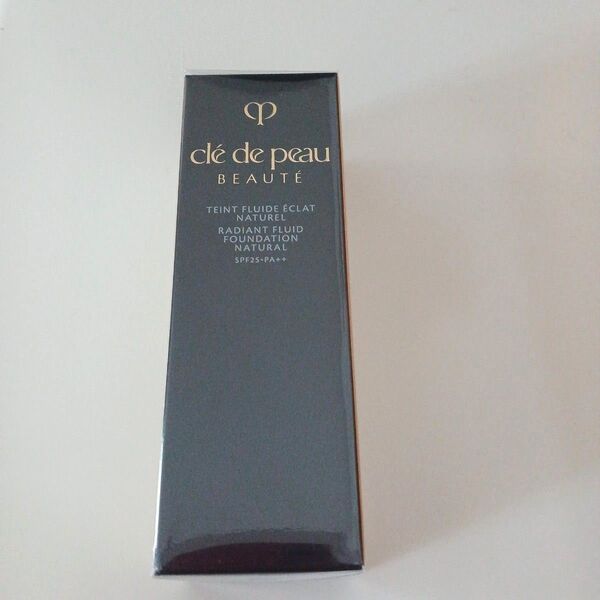 clé de peau
BEAUTÉ
TEINT FLUIDE ÉCLAT
NATUREL
RADIANT FLUID
FOUNDATION
NATURAL
SPF25•PA++